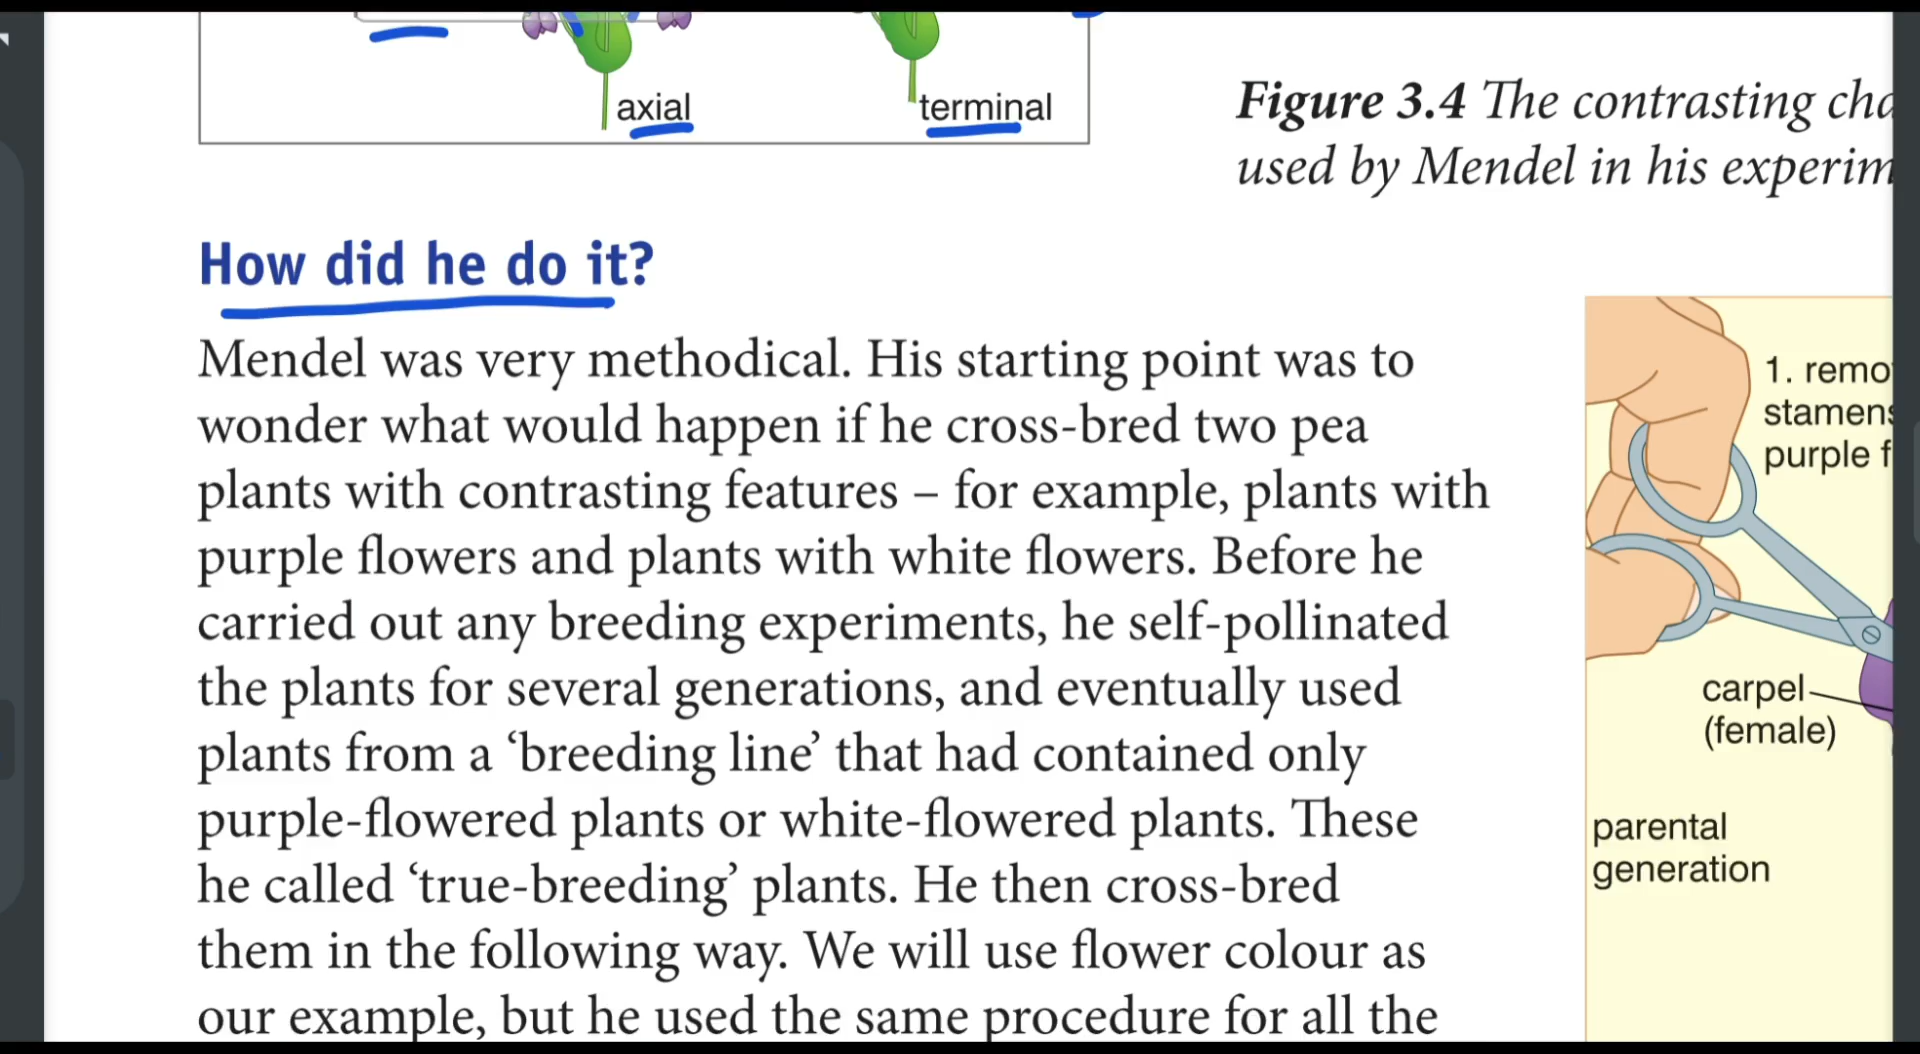 axial
terminal
Figure 3.4 The contrasting
used by Mendel in his
How did he do it?
Mendel was very methodical. His starting point was to
wonder what would happen if he cross-bred two pea
plants with contrasting features – for example, plants with
purple flowers and plants with white flowers. Before he
carried out any breeding experiments, he self-pollinated
the plants for several generations, and eventually used
plants from a ‘breeding line’ that had contained only
purple-flowered plants or white-flowered plants. These
he called ‘true-breeding’ plants. He then cross-bred
them in the following way. We will use flower colour as
our example, but he used the same procedure for all the
1. remo
stamens
purple f
carpel
(female)
parental
generation